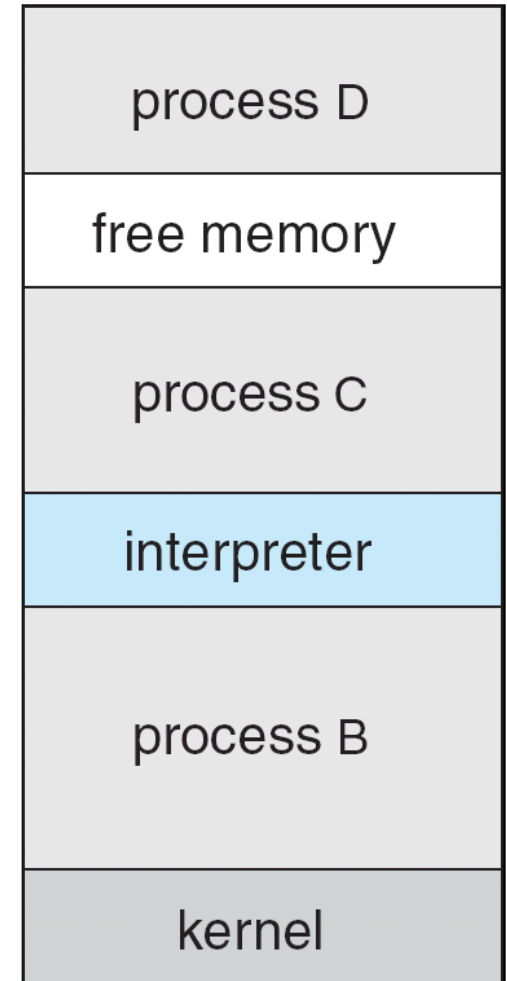 process D
free memory
process C
interpreter
process B
kernel